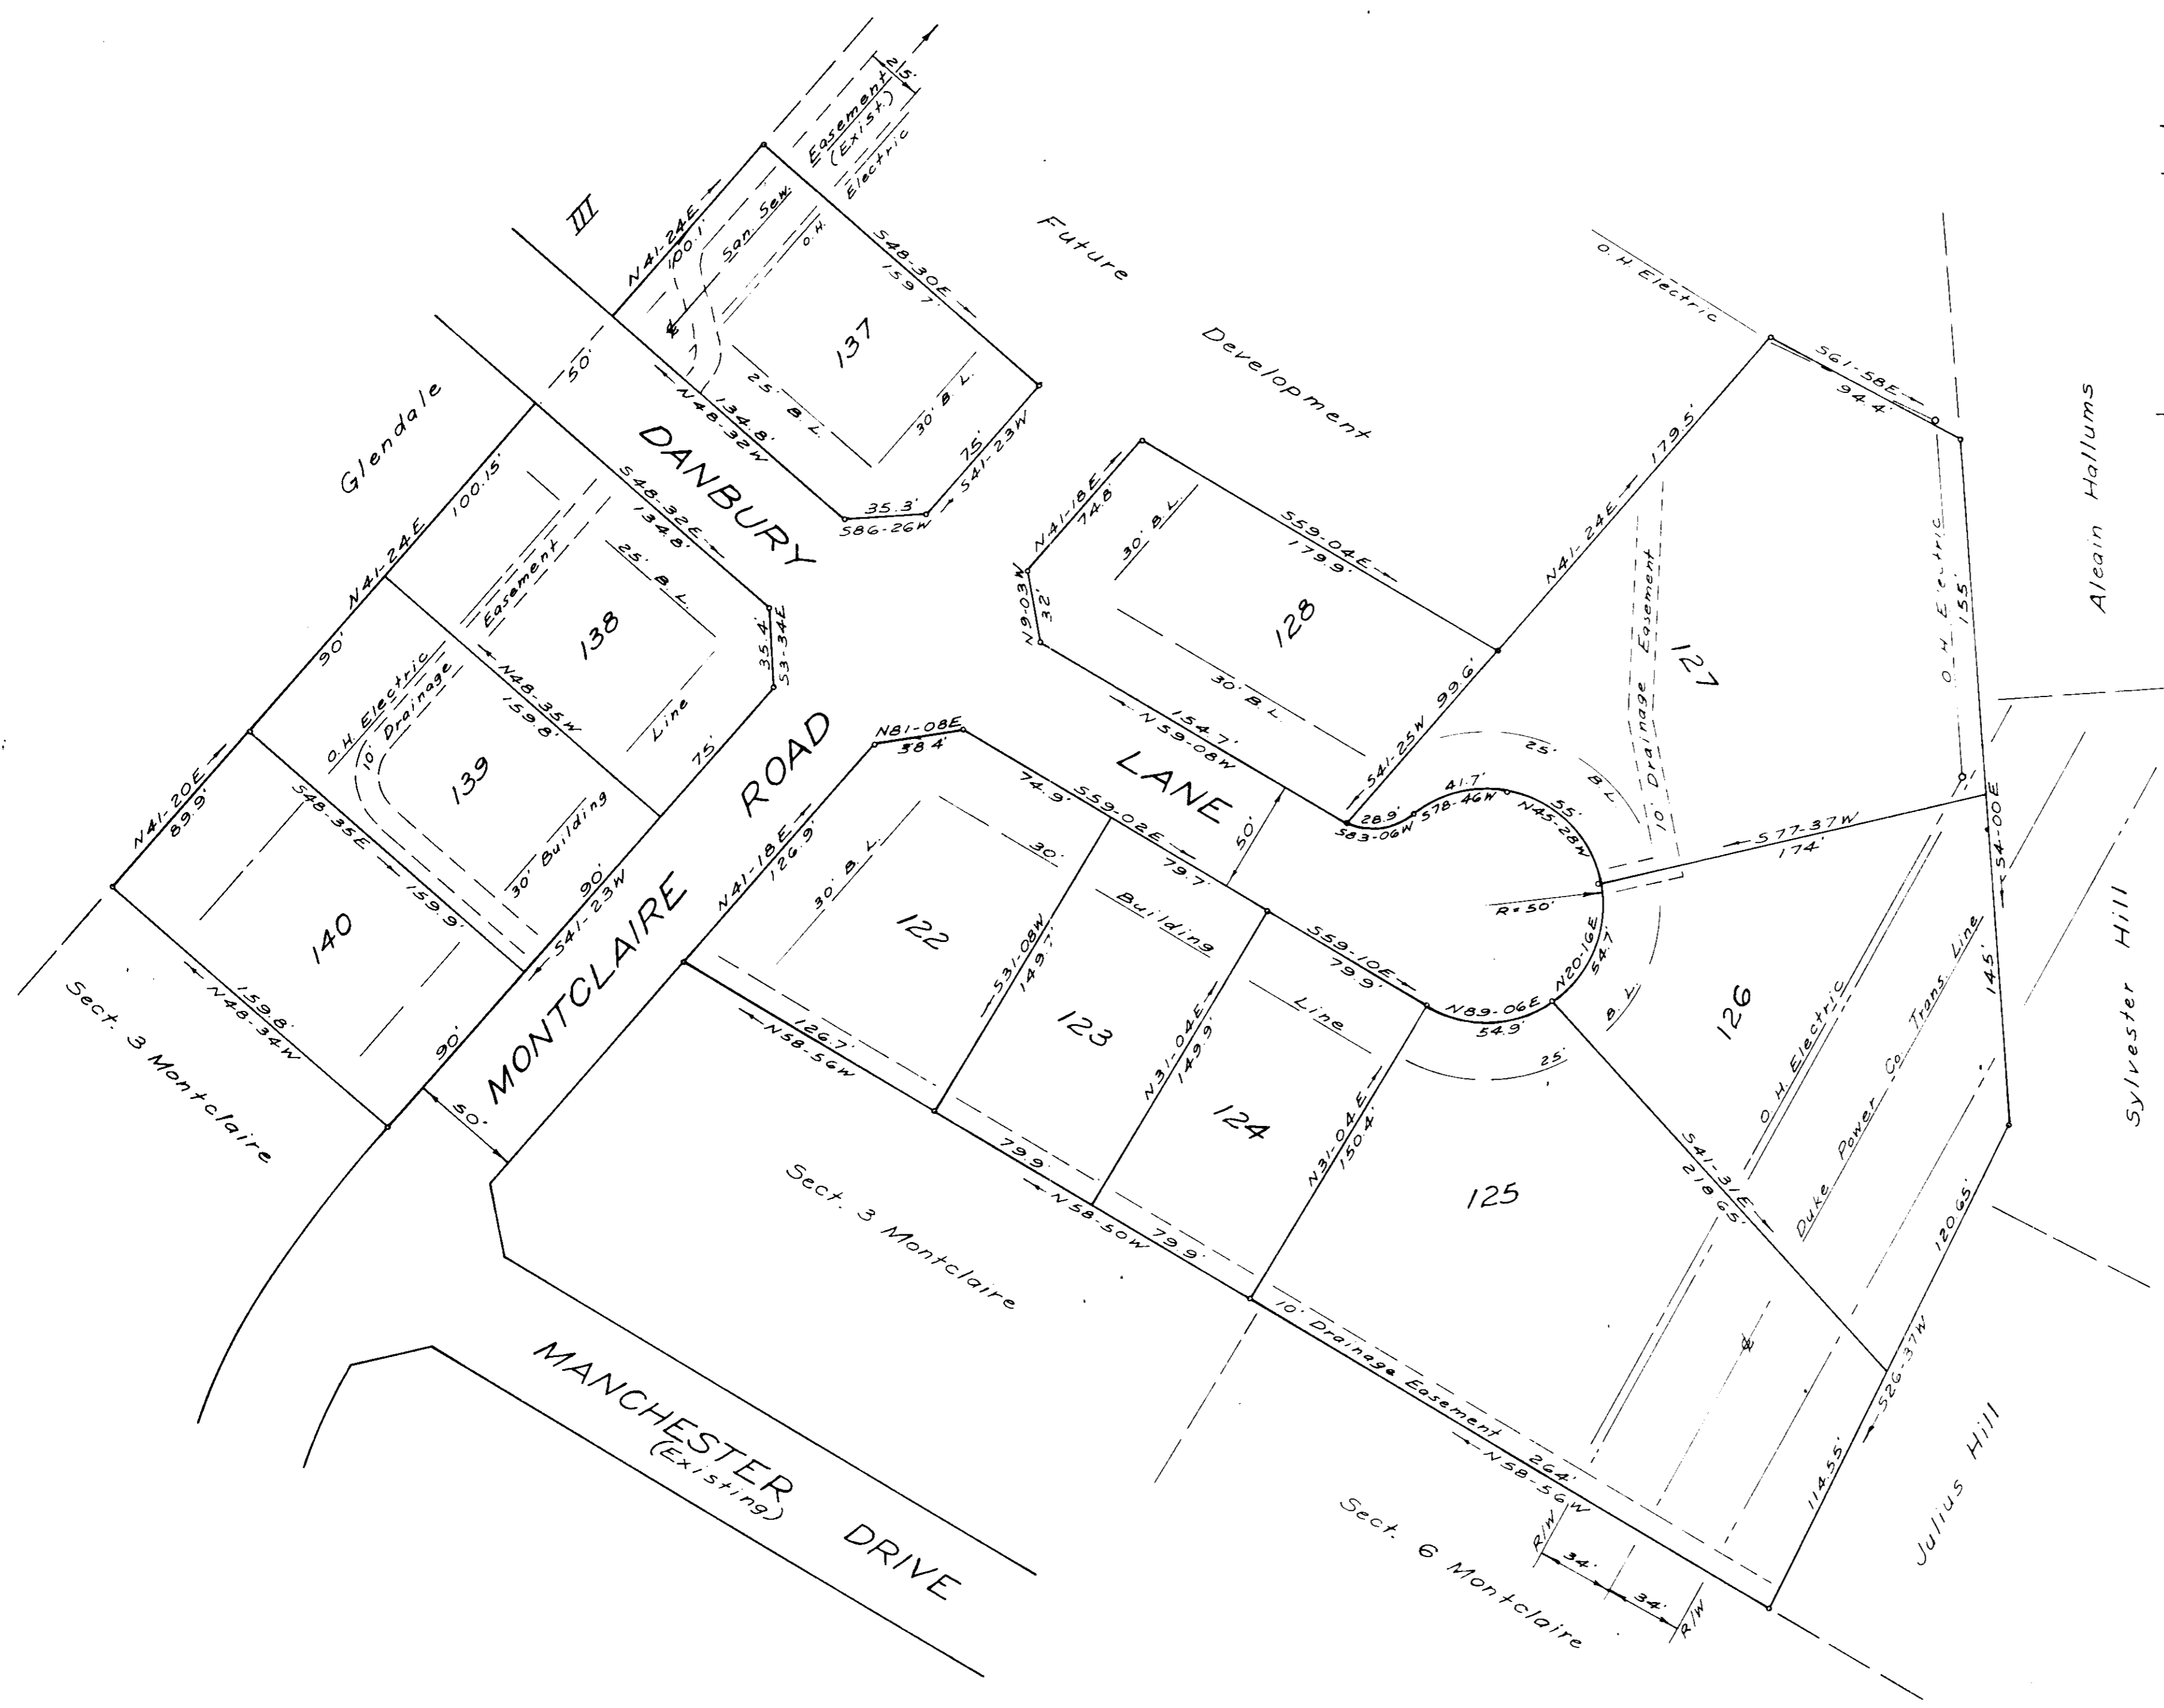 25'
Easement
(Exist.)
Electric
O.H.
San. Sew.
III
N41-24E
100.1'
S48-30E
159.7'
137
25' B.L.
30' B.L.
134.8'
N48-32W
75'
S41-23W
35.3'
S86-26W
50'
Future
Development
O.H. Electric
S61-58E
94.4'
Glendale
DANBURY
LANE
N41-24E
100.15'
90'
S48-32E
134.8'
Easement
25' B.L.
138
35.4'
S3-34E
75'
30' Building
Line
N48-35W
159.8'
O.H. Electric
10' Drainage
139
90'
S41-23W
N41-20E
89.9'
S48-35E
159.9'
140
159.8'
N48-34W
90'
50'
MONTCLAIRE
ROAD
Sect. 3 Montclaire
N41-18E
74.8'
N9-03W
32'
30' B.L.
S59-04E
179.9'
128
30' B.L.
154.7'
N59-08W
S41-25W
99.6'
N41-24E
179.5'
127
10' Drainage Easement
O.H. Electric
155'
S4-00E
145'
Aleain Hallums
Sylvester Hill
Julius Hill
25' B.L.
28.9'
S83-06W
41.7'
S78-46W
55'
N45-28W
R=50'
S77-37W
174'
N20-16E
54.7'
N89-06E
54.9'
25' B.L.
50'
N81-08E
38.4'
N41-18E
126.9'
30' B.L.
122
74.9'
S59-02E
79.7'
30' Building Line
S31-08W
149.7'
126.7'
N58-56W
123
S59-10E
79.9'
N31-04E
149.9'
79.9'
N58-50W
79.9'
124
N31-04E
150.4'
125
126
S41-31E
218.65'
O.H. Electric
Duke Power Co Trans. Line
120.65'
S26-37W
114.55'
10' Drainage Easement
264'
N58-56W
R/W
34'
34'
R/W
Sect. 3 Montclaire
Sect. 6 Montclaire
MANCHESTER DRIVE
(Existing)